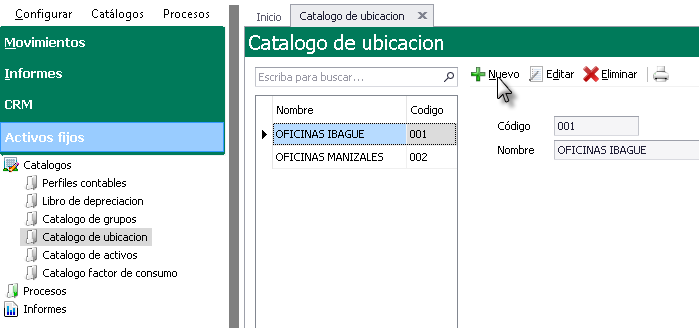 Configurar Catálogos Procesos
Movimientos
Informes
CRM
Activos fijos
Catalogos
Perfiles contables
Libro de depreciacion
Catalogo de grupos
Catalogo de ubicacion
Catalogo de activos
Catalogo factor de consumo
Procesos
Informes
Inicio Catalogo de ubicacion
Catalogo de ubicacion
Escriba para buscar...
Nuevo Editar Eliminar
Nombre Codigo
OFICINAS IBAGUE 001
OFICINAS MANIZALES 002
Código 001
Nombre OFICINAS IBAGUE